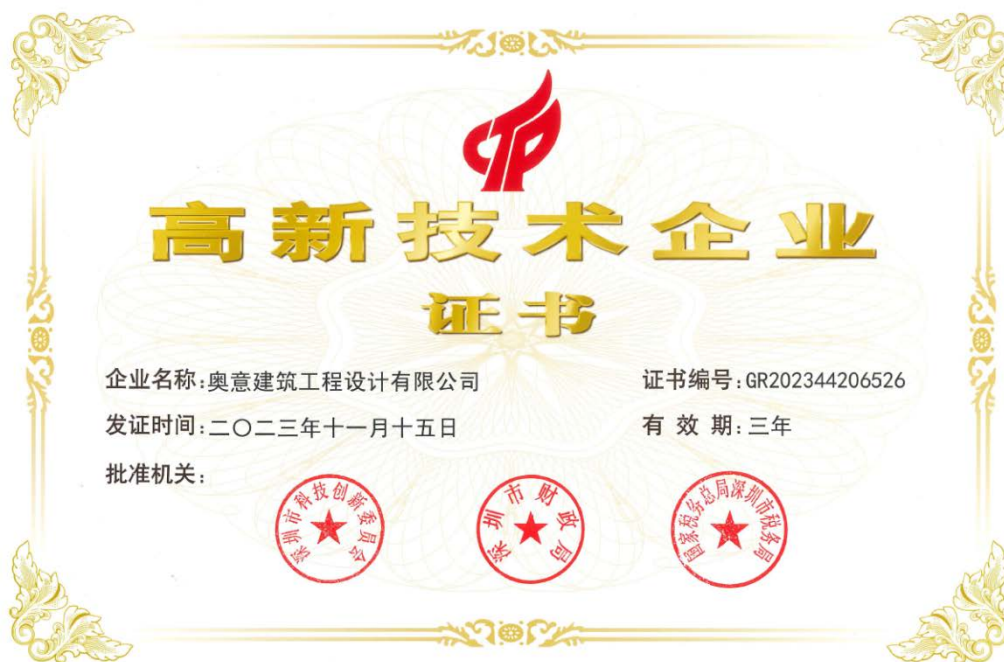 高新技术企业
证书
企业名称:奥意建筑工程设计有限公司
证书编号:GR202344206526
发证时间:二〇二三年十一月十五日
有 效 期:三年
批准机关:
深圳市科技创新委员会
深圳市财政局
国家税务总局深圳市税务局